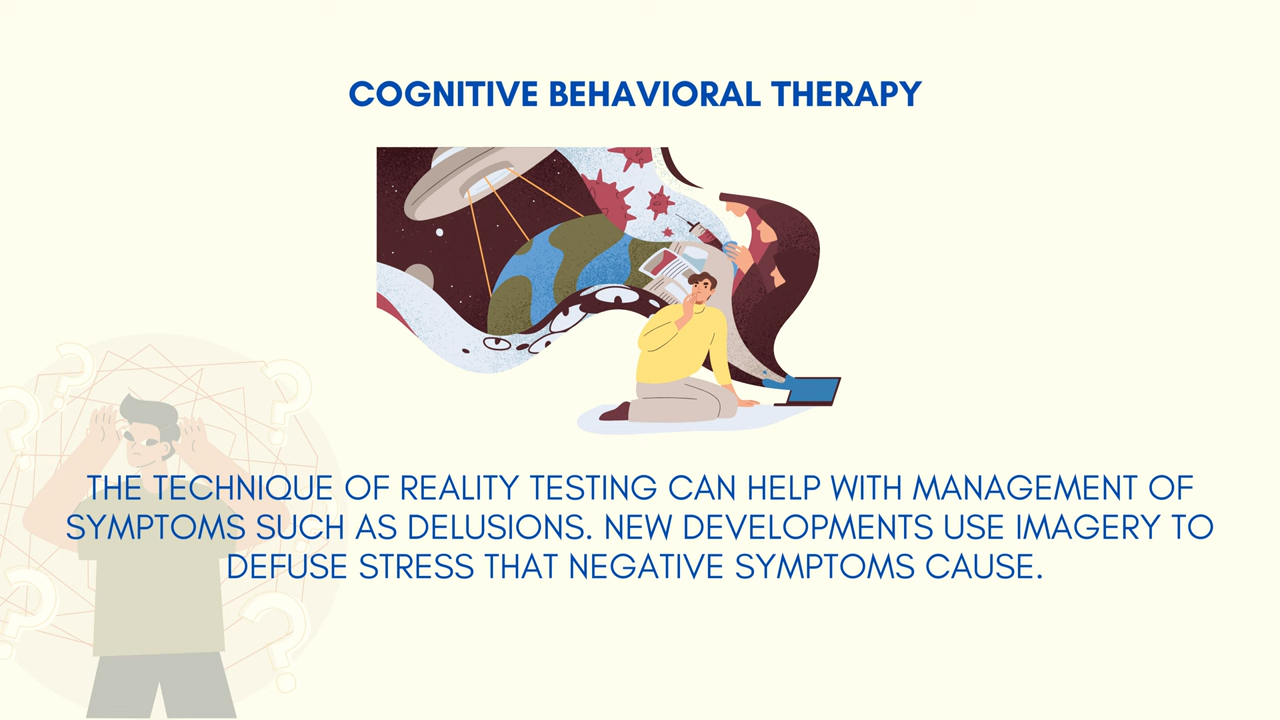 COGNITIVE BEHAVIORAL THERAPY
THE TECHNIQUE OF REALITY TESTING CAN HELP WITH MANAGEMENT OF
SYMPTOMS SUCH AS DELUSIONS. NEW DEVELOPMENTS USE IMAGERY TO
DEFUSE STRESS THAT NEGATIVE SYMPTOMS CAUSE.